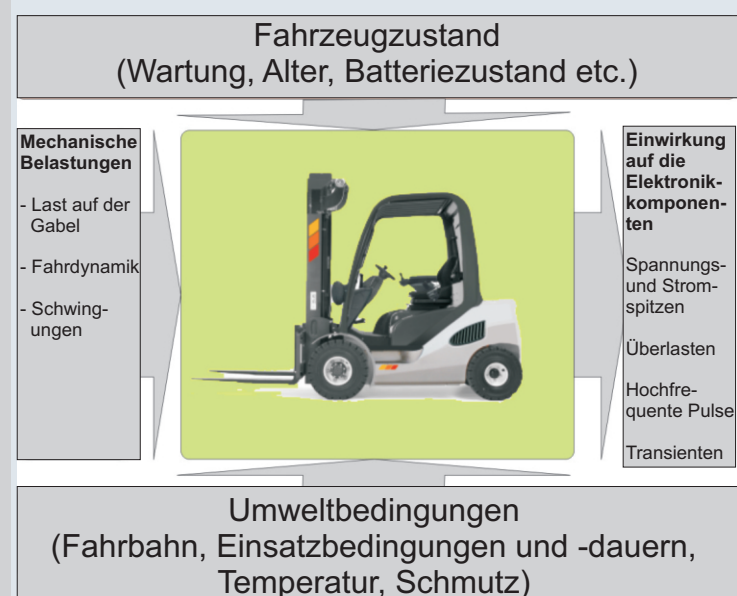 Fahrzeugzustand
(Wartung, Alter, Batteriezustand etc.)
Mechanische
Belastungen
- Last auf der
Gabel
- Fahrdynamik
- Schwing-
ungen
Einwirkung
auf die
Elektronik-
komponen-
ten
Spannungs-
und Strom-
spitzen
Überlasten
Hochfre-
quente Pulse
Transienten
Umweltbedingungen
(Fahrbahn, Einsatzbedingungen und -dauern,
Temperatur, Schmutz)